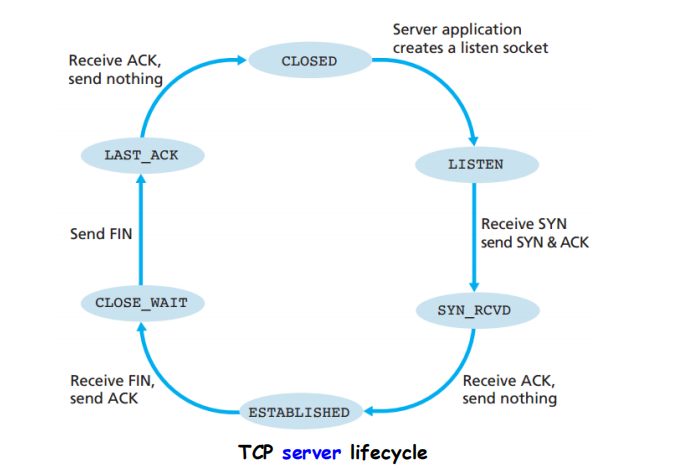 Server application
creates a listen socket
Receive ACK,
send nothing
CLOSED
LAST_ACK
LISTEN
Send FIN
Receive SYN
send SYN & ACK
CLOSE_WAIT
SYN_RCVD
Receive FIN,
send ACK
Receive ACK,
send nothing
ESTABLISHED
TCP server lifecycle